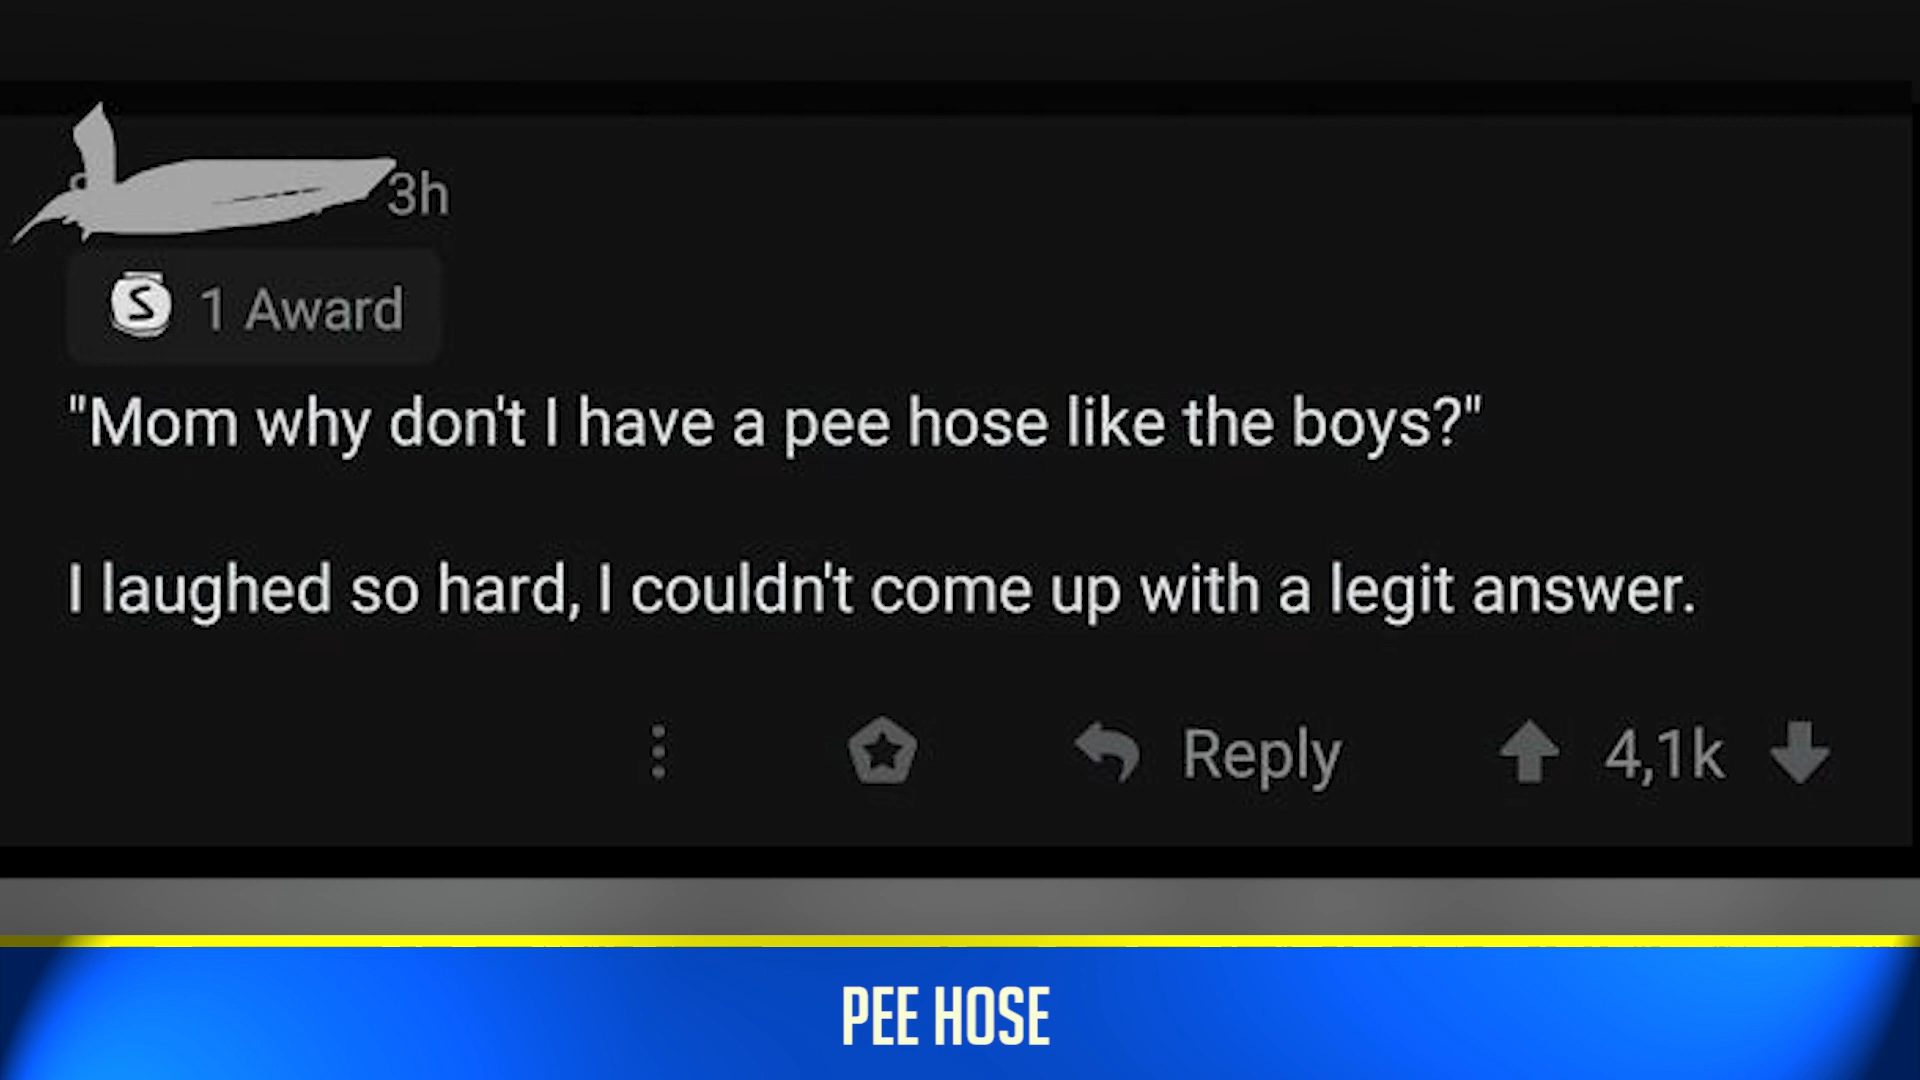 3h
S 1 Award
"Mom why don't I have a pee hose like the boys?"
I laughed so hard, I couldn't come up with a legit answer.
Reply 4,1k
PEE HOSE